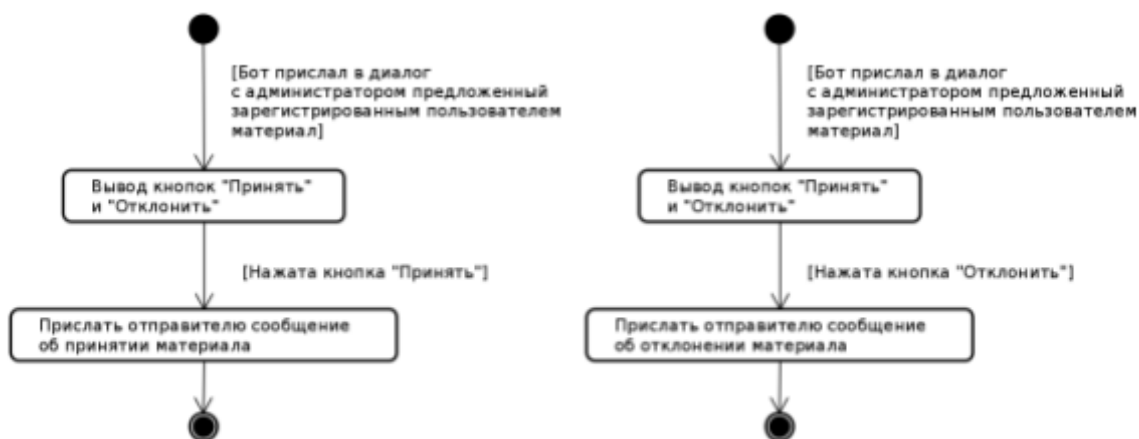 [Бот прислал в диалог
с администратором предложенный
зарегистрированным пользователем
материал]
Вывод кнопок "Принять"
и "Отклонить"
[Нажата кнопка "Принять"]
Прислать отправителю сообщение
об принятии материала
[Бот прислал в диалог
с администратором предложенный
зарегистрированным пользователем
материал]
Вывод кнопок "Принять"
и "Отклонить"
[Нажата кнопка "Отклонить"]
Прислать отправителю сообщение
об отклонении материала